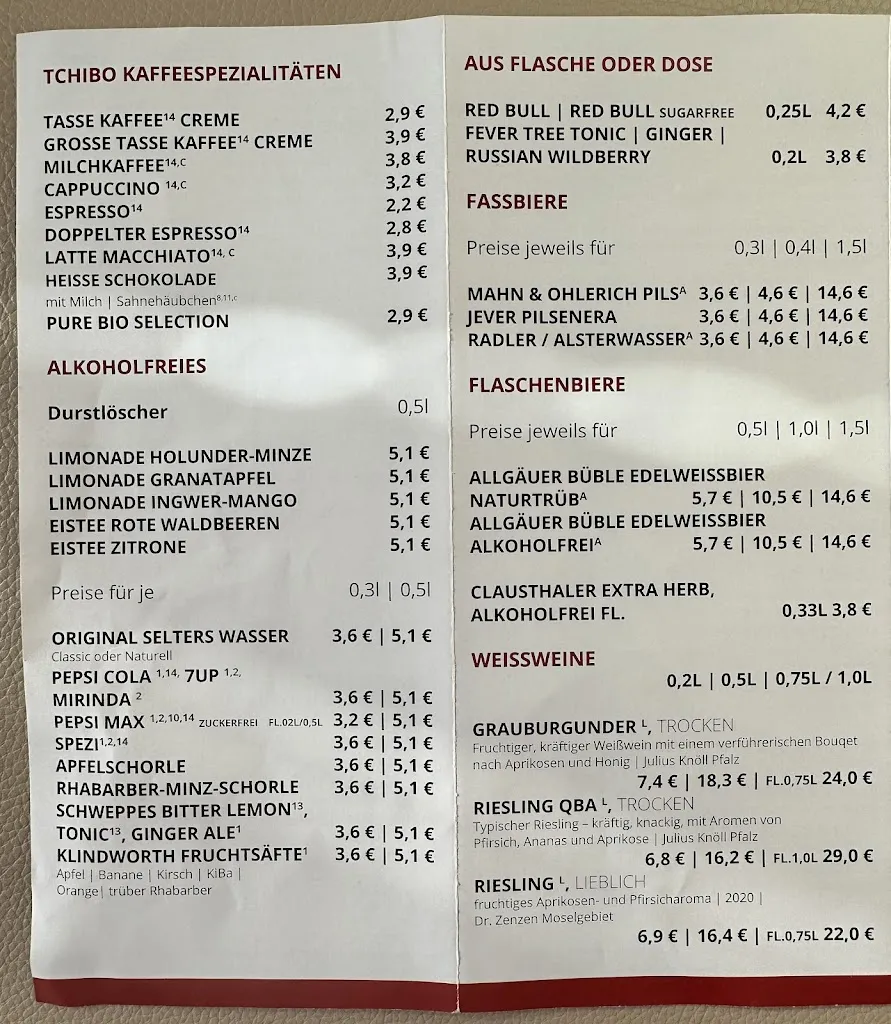 TCHIBO KAFFEESPEZIALITÄTEN
TASSE KAFFEE¹⁴ CREME 2,9 €
GROSSE TASSE KAFFEE¹⁴ CREME 3,9 €
MILCHKAFFEE¹⁴,ᶜ 3,8 €
CAPPUCCINO ¹⁴,ᶜ 3,2 €
ESPRESSO¹⁴ 2,2 €
DOPPELTER ESPRESSO¹⁴ 2,8 €
LATTE MACCHIATO¹⁴, ᶜ 3,9 €
HEISSE SCHOKOLADE 3,9 €
mit Milch | Sahnehäubchen⁸,¹¹,ᶜ
PURE BIO SELECTION 2,9 €
ALKOHOLFREIES
Durstlöscher 0,5l
LIMONADE HOLUNDER-MINZE 5,1 €
LIMONADE GRANATAPFEL 5,1 €
LIMONADE INGWER-MANGO 5,1 €
EISTEE ROTE WALDBEEREN 5,1 €
EISTEE ZITRONE 5,1 €
Preise für je 0,3l | 0,5l
ORIGINAL SELTERS WASSER 3,6 € | 5,1 €
Classic oder Naturell
PEPSI COLA ¹,¹⁴, 7UP ¹,²,
MIRINDA ² 3,6 € | 5,1 €
PEPSI MAX ¹,²,¹⁰,¹⁴ ZUCKERFREI FL.02L/0,5L 3,2 € | 5,1 €
SPEZI¹,²,¹⁴ 3,6 € | 5,1 €
APFELSCHORLE 3,6 € | 5,1 €
RHABARBER-MINZ-SCHORLE 3,6 € | 5,1 €
SCHWEPPES BITTER LEMON¹³,
TONIC¹³, GINGER ALE¹ 3,6 € | 5,1 €
KLINDWORTH FRUCHTSÄFTE¹ 3,6 € | 5,1 €
Apfel | Banane | Kirsch | KiBa |
Orange| trüber Rhabarber
AUS FLASCHE ODER DOSE
RED BULL | RED BULL SUGARFREE 0,25L 4,2 €
FEVER TREE TONIC | GINGER |
RUSSIAN WILDBERRY 0,2L 3,8 €
FASSBIERE
Preise jeweils für 0,3l | 0,4l | 1,5l
MAHN & OHLERICH PILSᴬ 3,6 € | 4,6 € | 14,6 €
JEVER PILSENERA 3,6 € | 4,6 € | 14,6 €
RADLER / ALSTERWASSERᴬ 3,6 € | 4,6 € | 14,6 €
FLASCHENBIERE
Preise jeweils für 0,5l | 1,0l | 1,5l
ALLGÄUER BÜBLE EDELWEISSBIER
NATURTRÜBᴬ 5,7 € | 10,5 € | 14,6 €
ALLGÄUER BÜBLE EDELWEISSBIER
ALKOHOLFREIᴬ 5,7 € | 10,5 € | 14,6 €
CLAUSTHALER EXTRA HERB,
ALKOHOLFREI FL. 0,33L 3,8 €
WEISSWEINE
0,2L | 0,5L | 0,75L / 1,0L
GRAUBURGUNDER ᴸ, TROCKEN
Fruchtiger, kräftiger Weißwein mit einem verführerischen Bouqet
nach Aprikosen und Honig | Julius Knöll Pfalz
7,4 € | 18,3 € | FL.0,75L 24,0 €
RIESLING QBA ᴸ, TROCKEN
Typischer Riesling – kräftig, knackig, mit Aromen von
Pfirsich, Ananas und Aprikose | Julius Knöll Pfalz
6,8 € | 16,2 € | FL.1,0L 29,0 €
RIESLING ᴸ, LIEBLICH
fruchtiges Aprikosen- und Pfirsicharoma | 2020 |
Dr. Zenzen Moselgebiet
6,9 € | 16,4 € | FL.0,75L 22,0 €